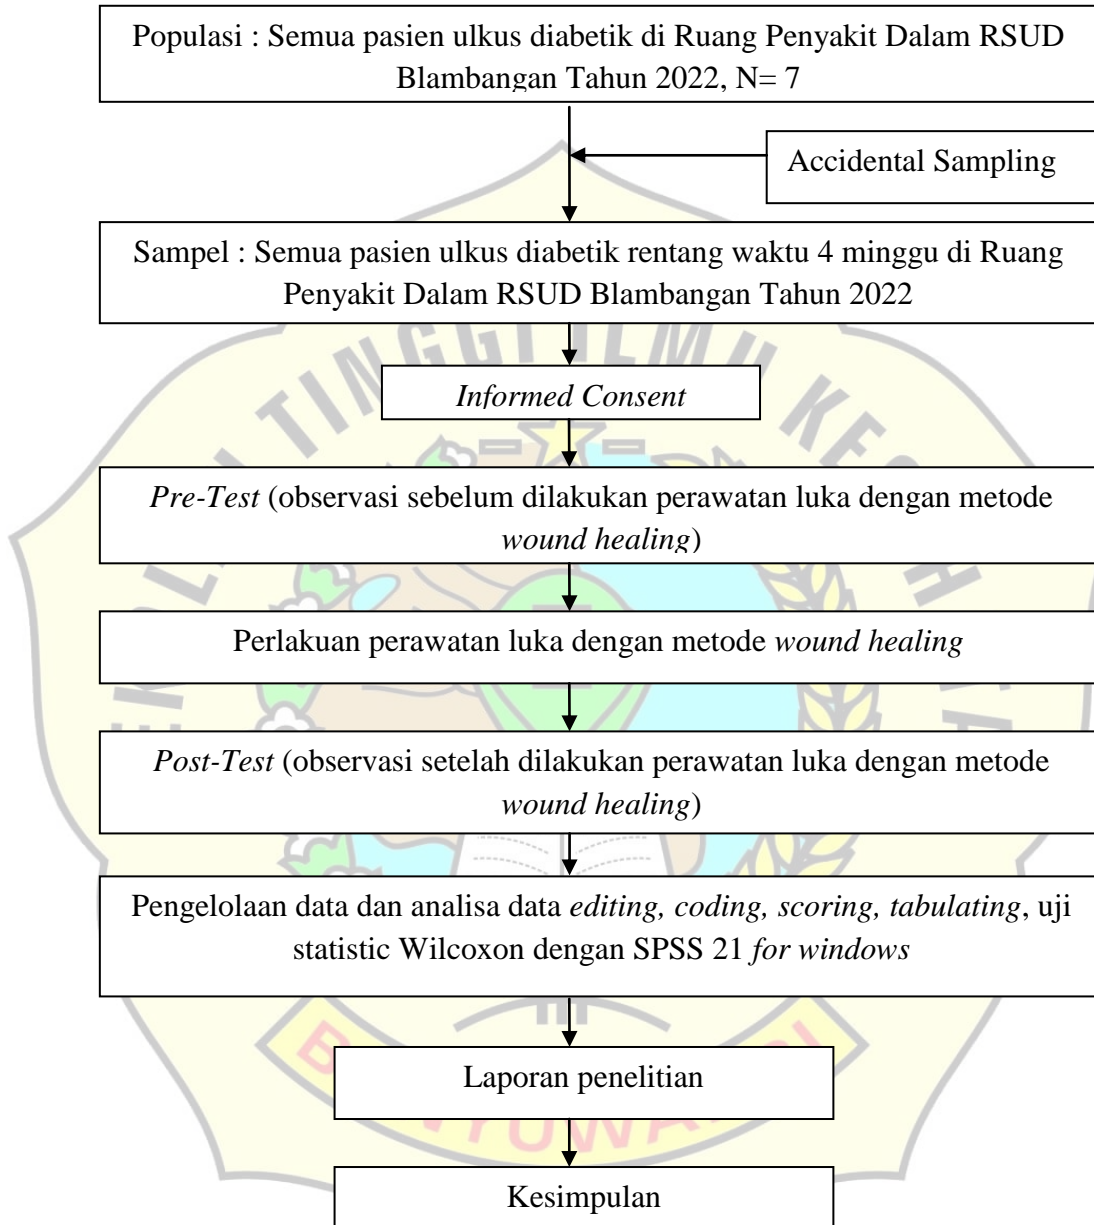 Populasi : Semua pasien ulkus diabetik di Ruang Penyakit Dalam RSUD
Blambangan Tahun 2022, N= 7
Accidental Sampling
Sampel : Semua pasien ulkus diabetik rentang waktu 4 minggu di Ruang
Penyakit Dalam RSUD Blambangan Tahun 2022
Informed Consent
Pre-Test (observasi sebelum dilakukan perawatan luka dengan metode
wound healing)
Perlakuan perawatan luka dengan metode wound healing
Post-Test (observasi setelah dilakukan perawatan luka dengan metode
wound healing)
Pengelolaan data dan analisa data editing, coding, scoring, tabulating, uji
statistic Wilcoxon dengan SPSS 21 for windows
Laporan penelitian
Kesimpulan
TINGGI ILMU